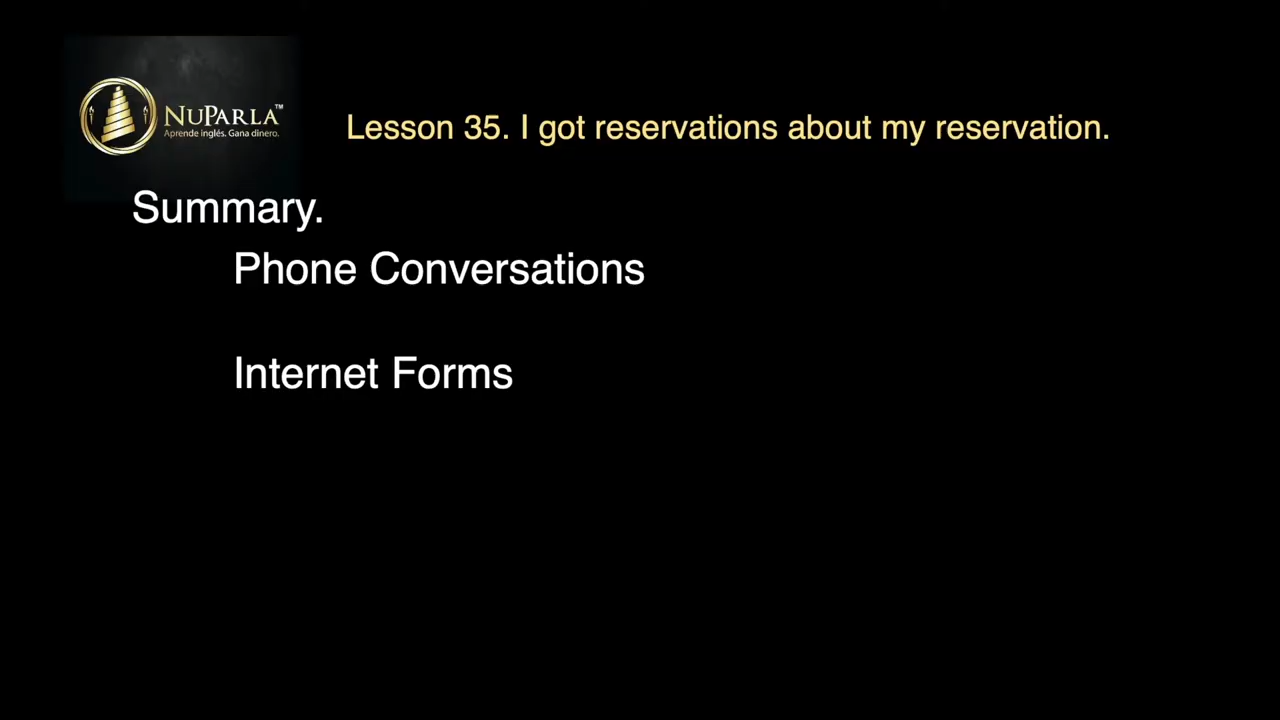 NUPARLA™
Aprende inglés. Gana dinero.
Lesson 35. I got reservations about my reservation.
Summary.
Phone Conversations
Internet Forms